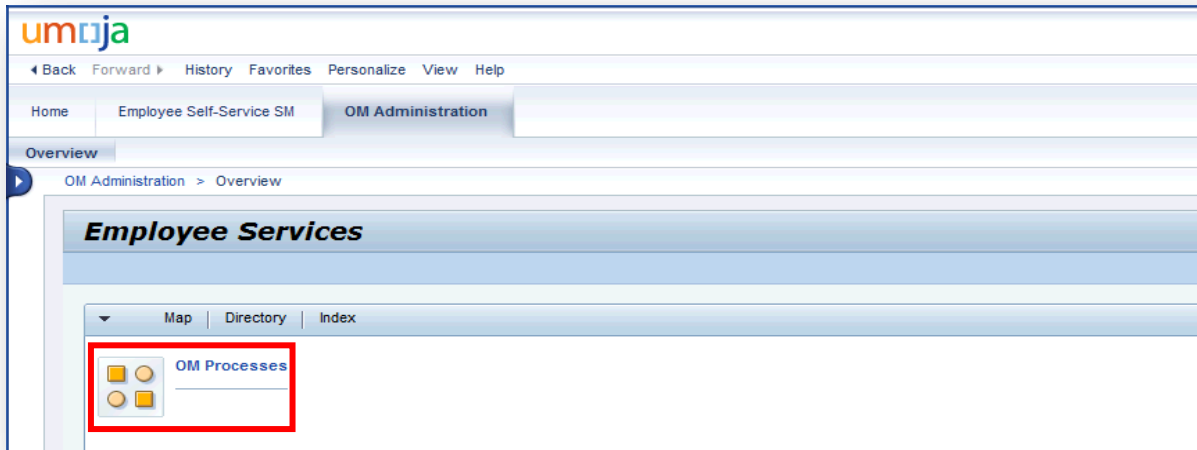 umoja
Back Forward History Favorites Personalize View Help
Home Employee Self-Service SM OM Administration
Overview
OM Administration > Overview
Employee Services
Map | Directory | Index
OM Processes